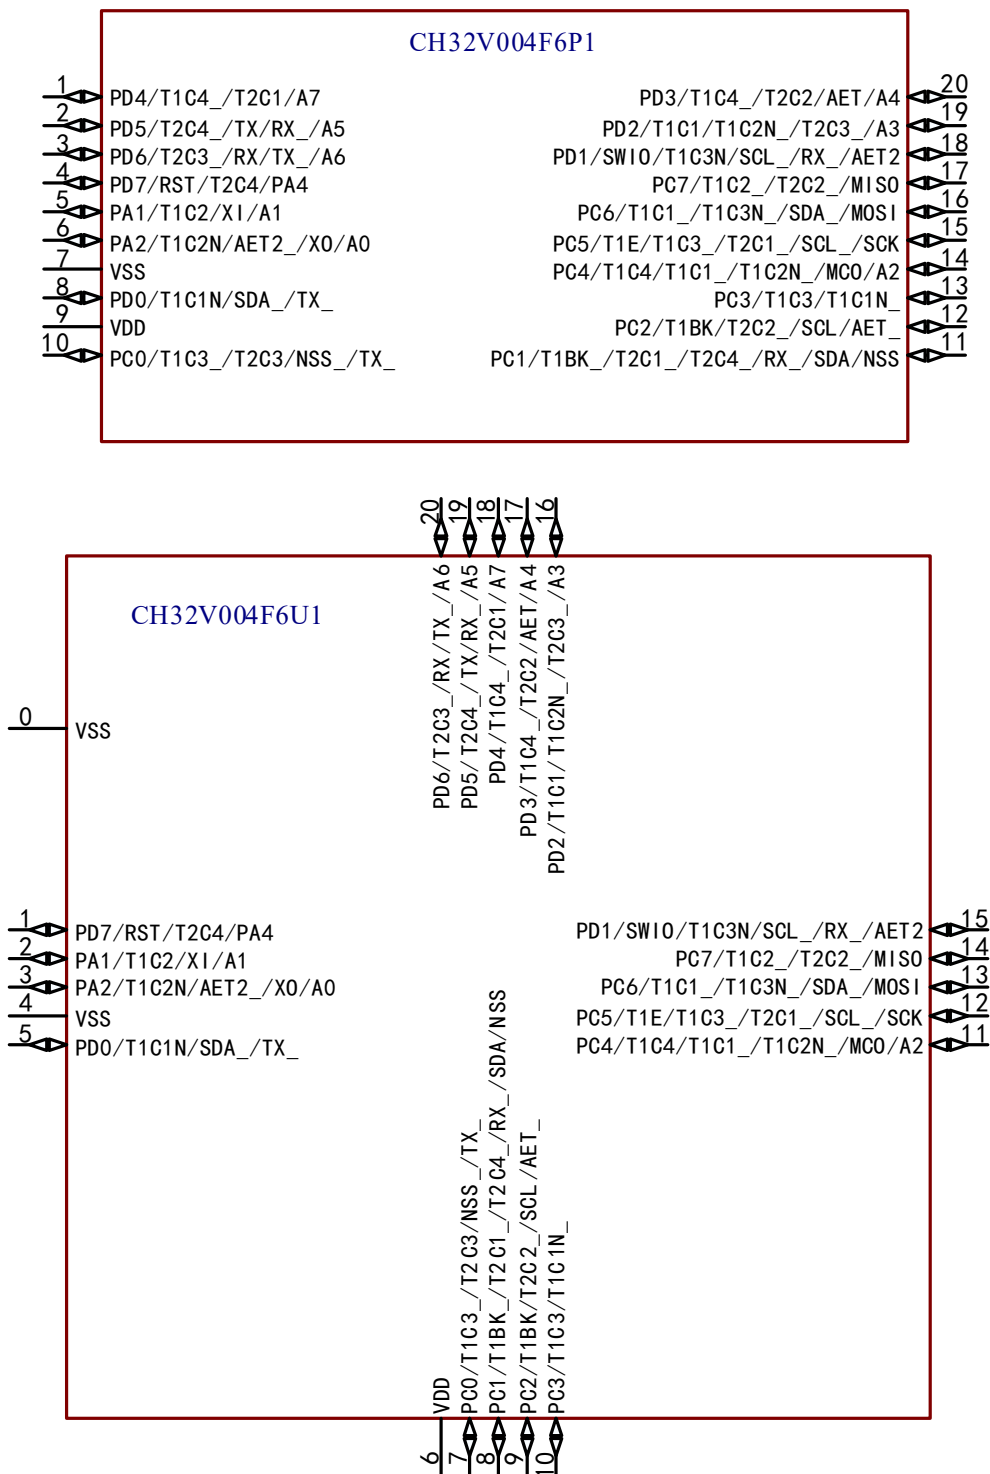 CH32V004F6P1
1 PD4/T1C4_/T2C1/A7
2 PD5/T2C4_/TX/RX_/A5
3 PD6/T2C3_/RX/TX_/A6
4 PD7/RST/T2C4/PA4
5 PA1/T1C2/XI/A1
6 PA2/T1C2N/AET2_/XO/A0
7 VSS
8 PD0/T1C1N/SDA_/TX_
9 VDD
10 PC0/T1C3_/T2C3/NSS_/TX_
PD3/T1C4_/T2C2/AET/A4 20
PD2/T1C1/T1C2N_/T2C3_/A3 19
PD1/SWIO/T1C3N/SCL_/RX_/AET2 18
PC7/T1C2_/T2C2_/MISO 17
PC6/T1C1_/T1C3N_/SDA_/MOSI 16
PC5/T1E/T1C3_/T2C1_/SCL_/SCK 15
PC4/T1C4/T1C1_/T1C2N_/MCO/A2 14
PC3/T1C3/T1C1N_ 13
PC2/T1BK/T2C2_/SCL/AET_ 12
PC1/T1BK_/T2C1_/T2C4_/RX_/SDA/NSS 11
CH32V004F6U1
20 PD6/T2C3_/RX/TX_/A6
19 PD5/T2C4_/TX/RX_/A5
18 PD4/T1C4_/T2C1/A7
17 PD3/T1C4_/T2C2/AET/A4
16 PD2/T1C1/T1C2N_/T2C3_/A3
0 VSS
1 PD7/RST/T2C4/PA4
2 PA1/T1C2/XI/A1
3 PA2/T1C2N/AET2_/XO/A0
4 VSS
5 PD0/T1C1N/SDA_/TX_
PD1/SWIO/T1C3N/SCL_/RX_/AET2 15
PC7/T1C2_/T2C2_/MISO 14
PC6/T1C1_/T1C3N_/SDA_/MOSI 13
PC5/T1E/T1C3_/T2C1_/SCL_/SCK 12
PC4/T1C4/T1C1_/T1C2N_/MCO/A2 11
6 VDD
7 PC0/T1C3_/T2C3/NSS_/TX_
8 PC1/T1BK_/T2C1_/T2C4_/RX_/SDA/NSS
9 PC2/T1BK/T2C2_/SCL/AET_
10 PC3/T1C3/T1C1N_